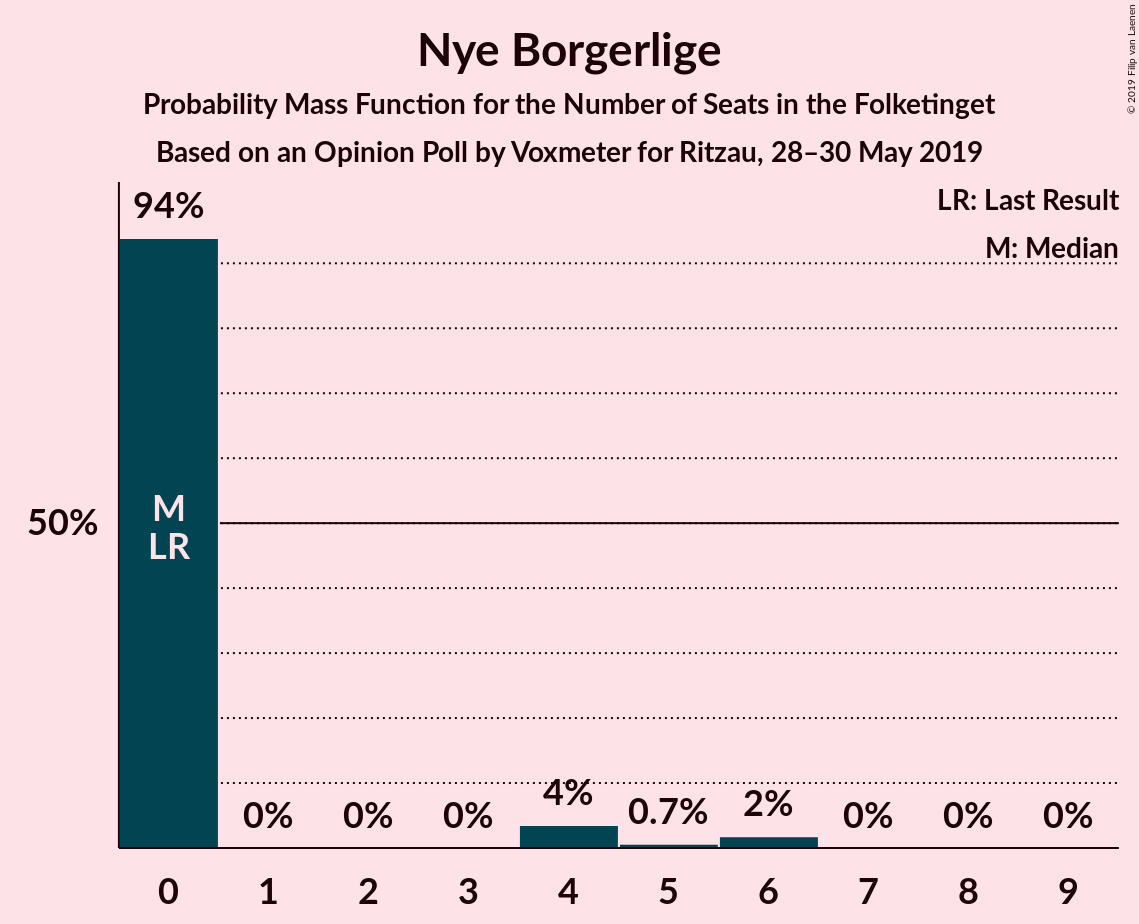 Nye Borgerlige
Probability Mass Function for the Number of Seats in the Folketinget
Based on an Opinion Poll by Voxmeter for Ritzau, 28–30 May 2019
© 2019 Filip van Laenen
LR: Last Result
M: Median
94%
50%
M
LR
0%
0%
0%
4%
0.7%
2%
0%
0%
0%
0 1 2 3 4 5 6 7 8 9